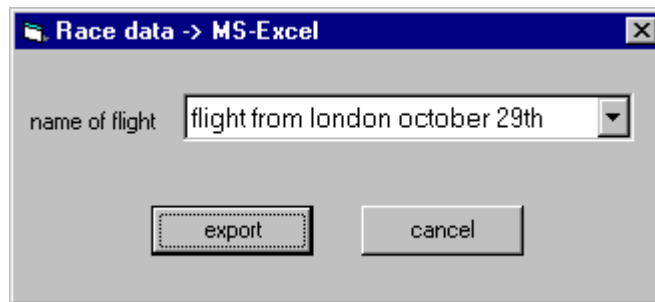 Race data -> MS-Excel
name of flight flight from london october 29th
export cancel